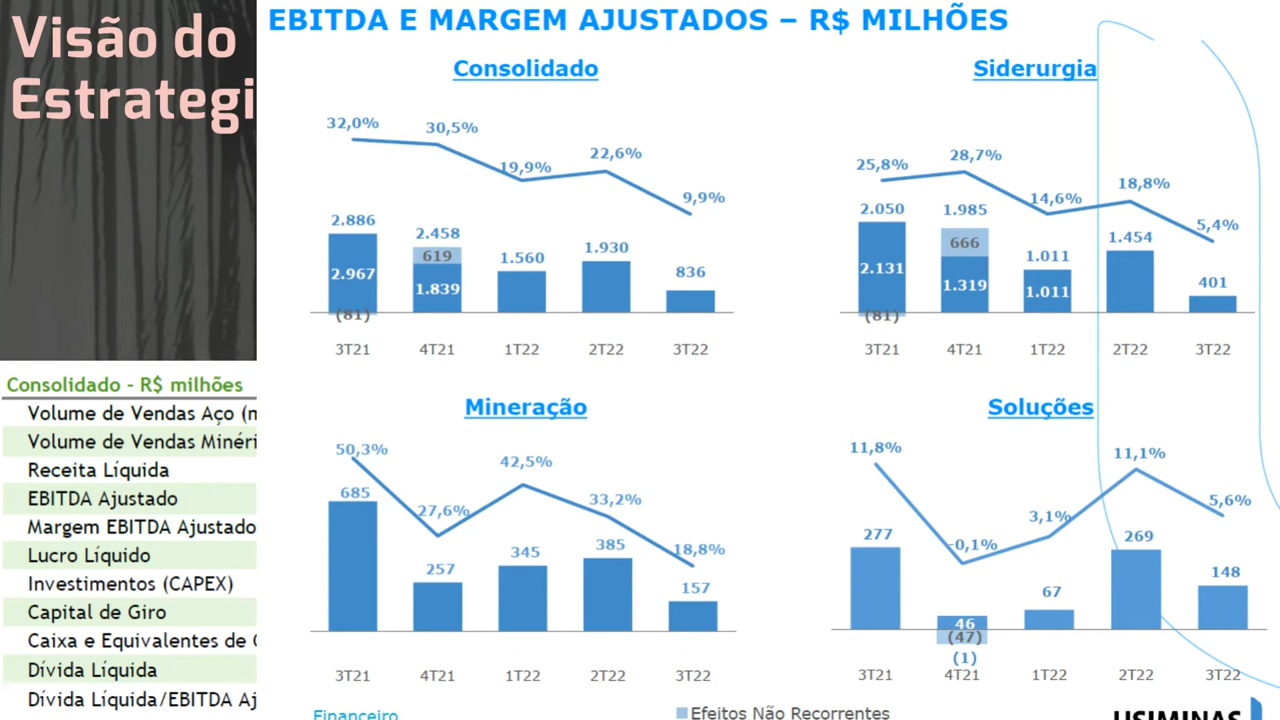 Visão do
Estrategi
EBITDA E MARGEM AJUSTADOS – R$ MILHÕES
Consolidado
32,0%
30,5%
19,9%
22,6%
9,9%
2.886
2.458
1.560
1.930
836
619
2.967
1.839
(81)
3T21 4T21 1T22 2T22 3T22
Siderurgia
25,8%
28,7%
14,6%
18,8%
5,4%
2.050
1.985
1.011
1.454
401
666
2.131
1.319
1.011
(81)
3T21 4T21 1T22 2T22 3T22
Mineração
50,3%
27,6%
42,5%
33,2%
18,8%
685
257
345
385
157
3T21 4T21 1T22 2T22 3T22
Soluções
11,8%
-0,1%
3,1%
11,1%
5,6%
277
46
(47)
(1)
67
269
148
3T21 4T21 1T22 2T22 3T22
Consolidado - R$ milhões
Volume de Vendas Aço (m
Volume de Vendas Minéri
Receita Líquida
EBITDA Ajustado
Margem EBITDA Ajustado
Lucro Líquido
Investimentos (CAPEX)
Capital de Giro
Caixa e Equivalentes de C
Dívida Líquida
Dívida Líquida/EBITDA Aj
Financeiro
Efeitos Não Recorrentes
USIMINAS